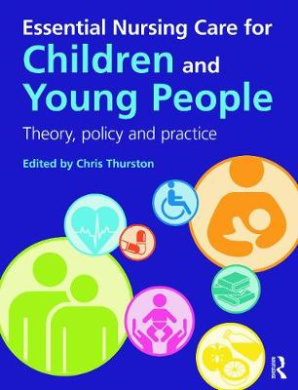 Essential Nursing Care for
Children and
Young People
Theory, policy and practice
Edited by Chris Thurston